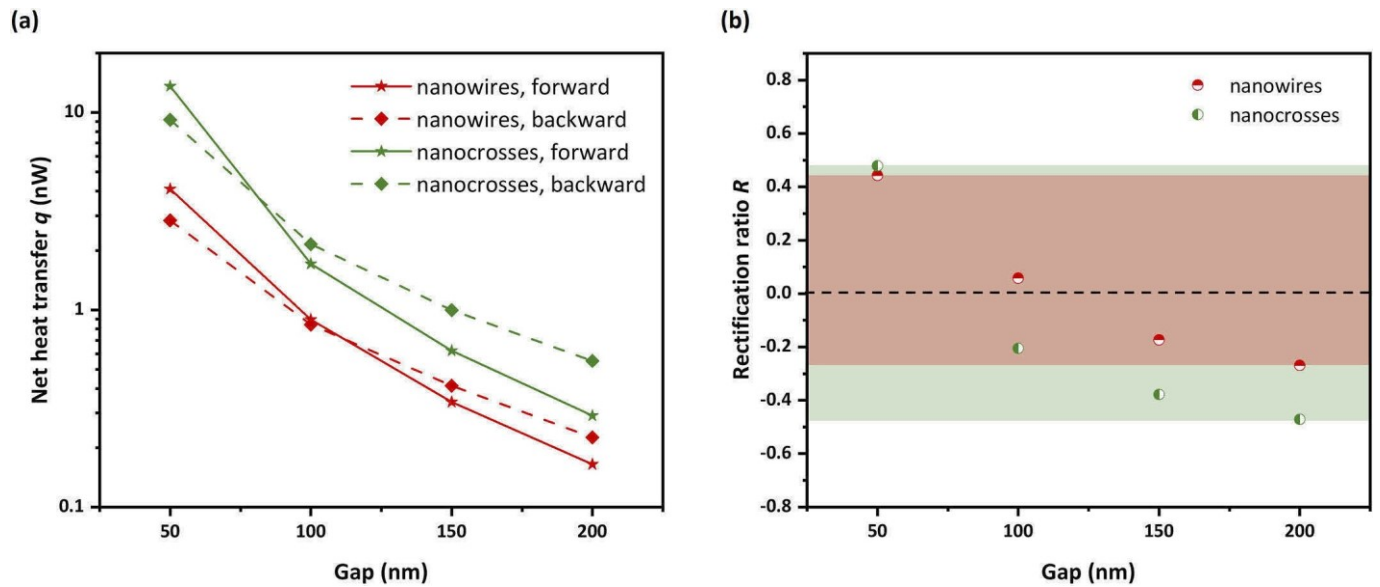 (a)
Net heat transfer q (nW)
10
1
0.1
nanowires, forward
nanowires, backward
nanocrosses, forward
nanocrosses, backward
50 100 150 200
Gap (nm)
(b)
Rectification ratio R
0.8
0.6
0.4
0.2
0.0
-0.2
-0.4
-0.6
-0.8
nanowires
nanocrosses
50 100 150 200
Gap (nm)